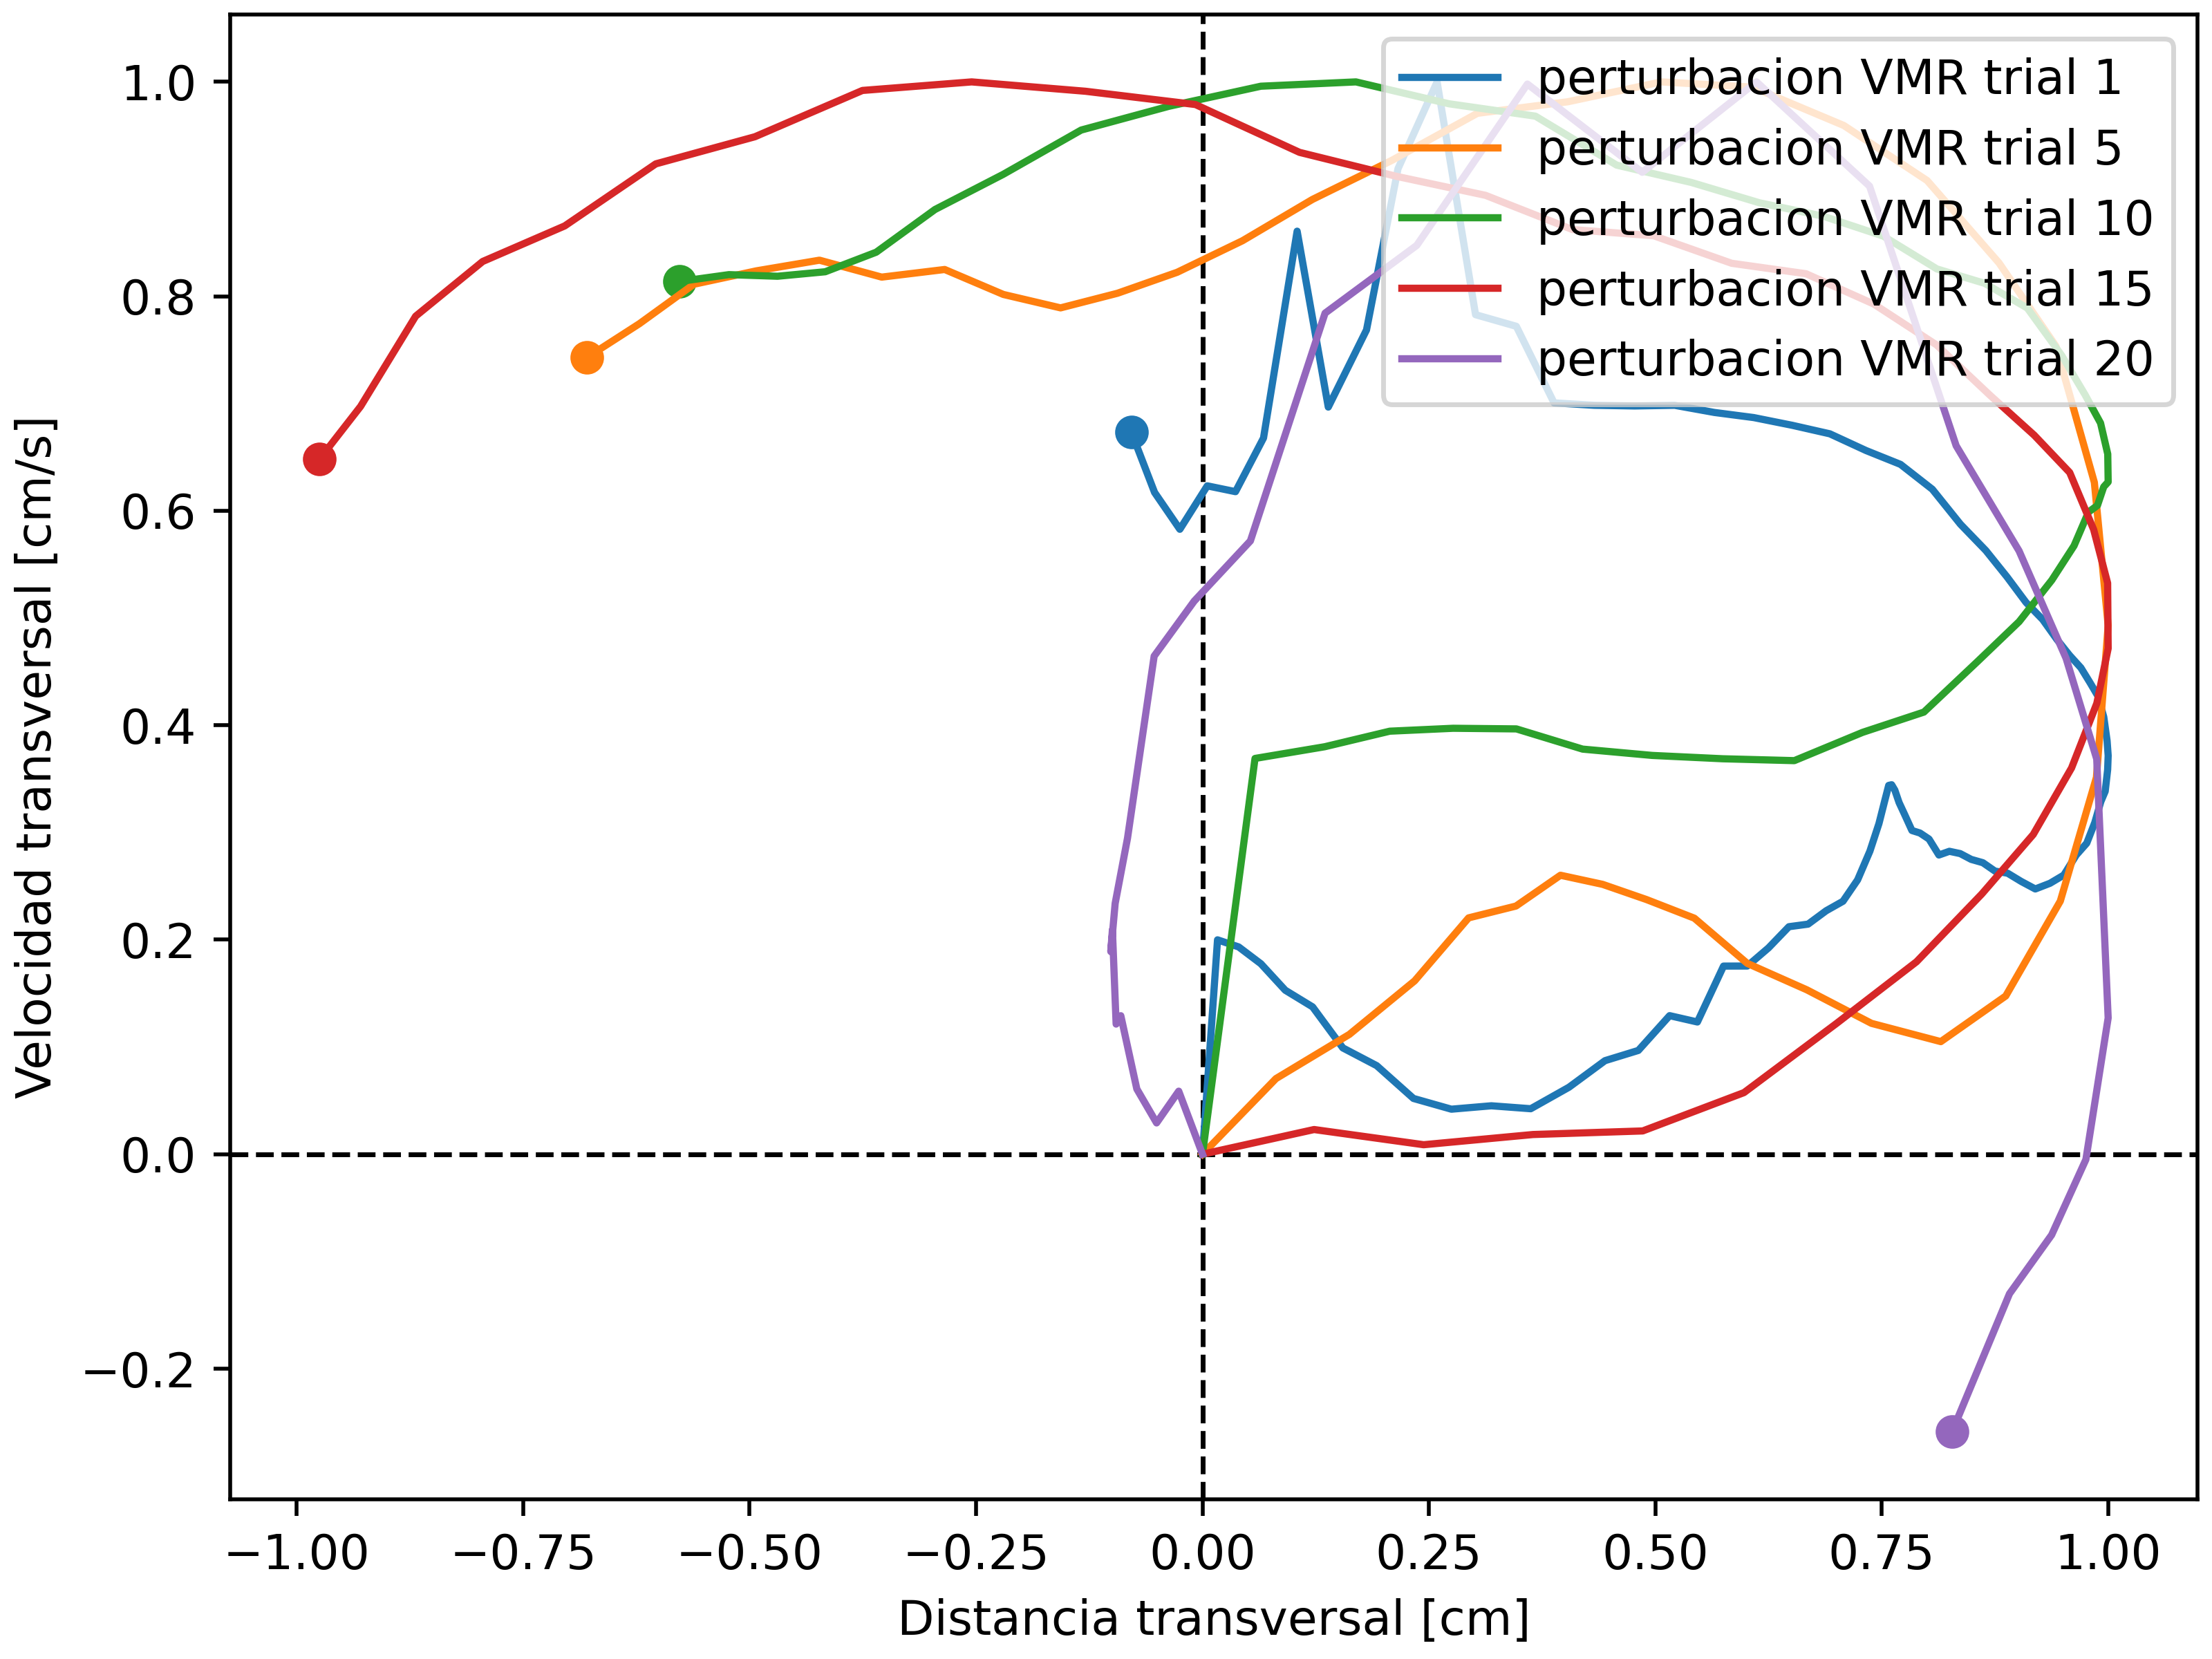 perturbacion VMR trial 1
perturbacion VMR trial 5
perturbacion VMR trial 10
perturbacion VMR trial 15
perturbacion VMR trial 20
Velocidad transversal [cm/s]
1.0
0.8
0.6
0.4
0.2
0.0
−0.2
−1.00 −0.75 −0.50 −0.25 0.00 0.25 0.50 0.75 1.00
Distancia transversal [cm]